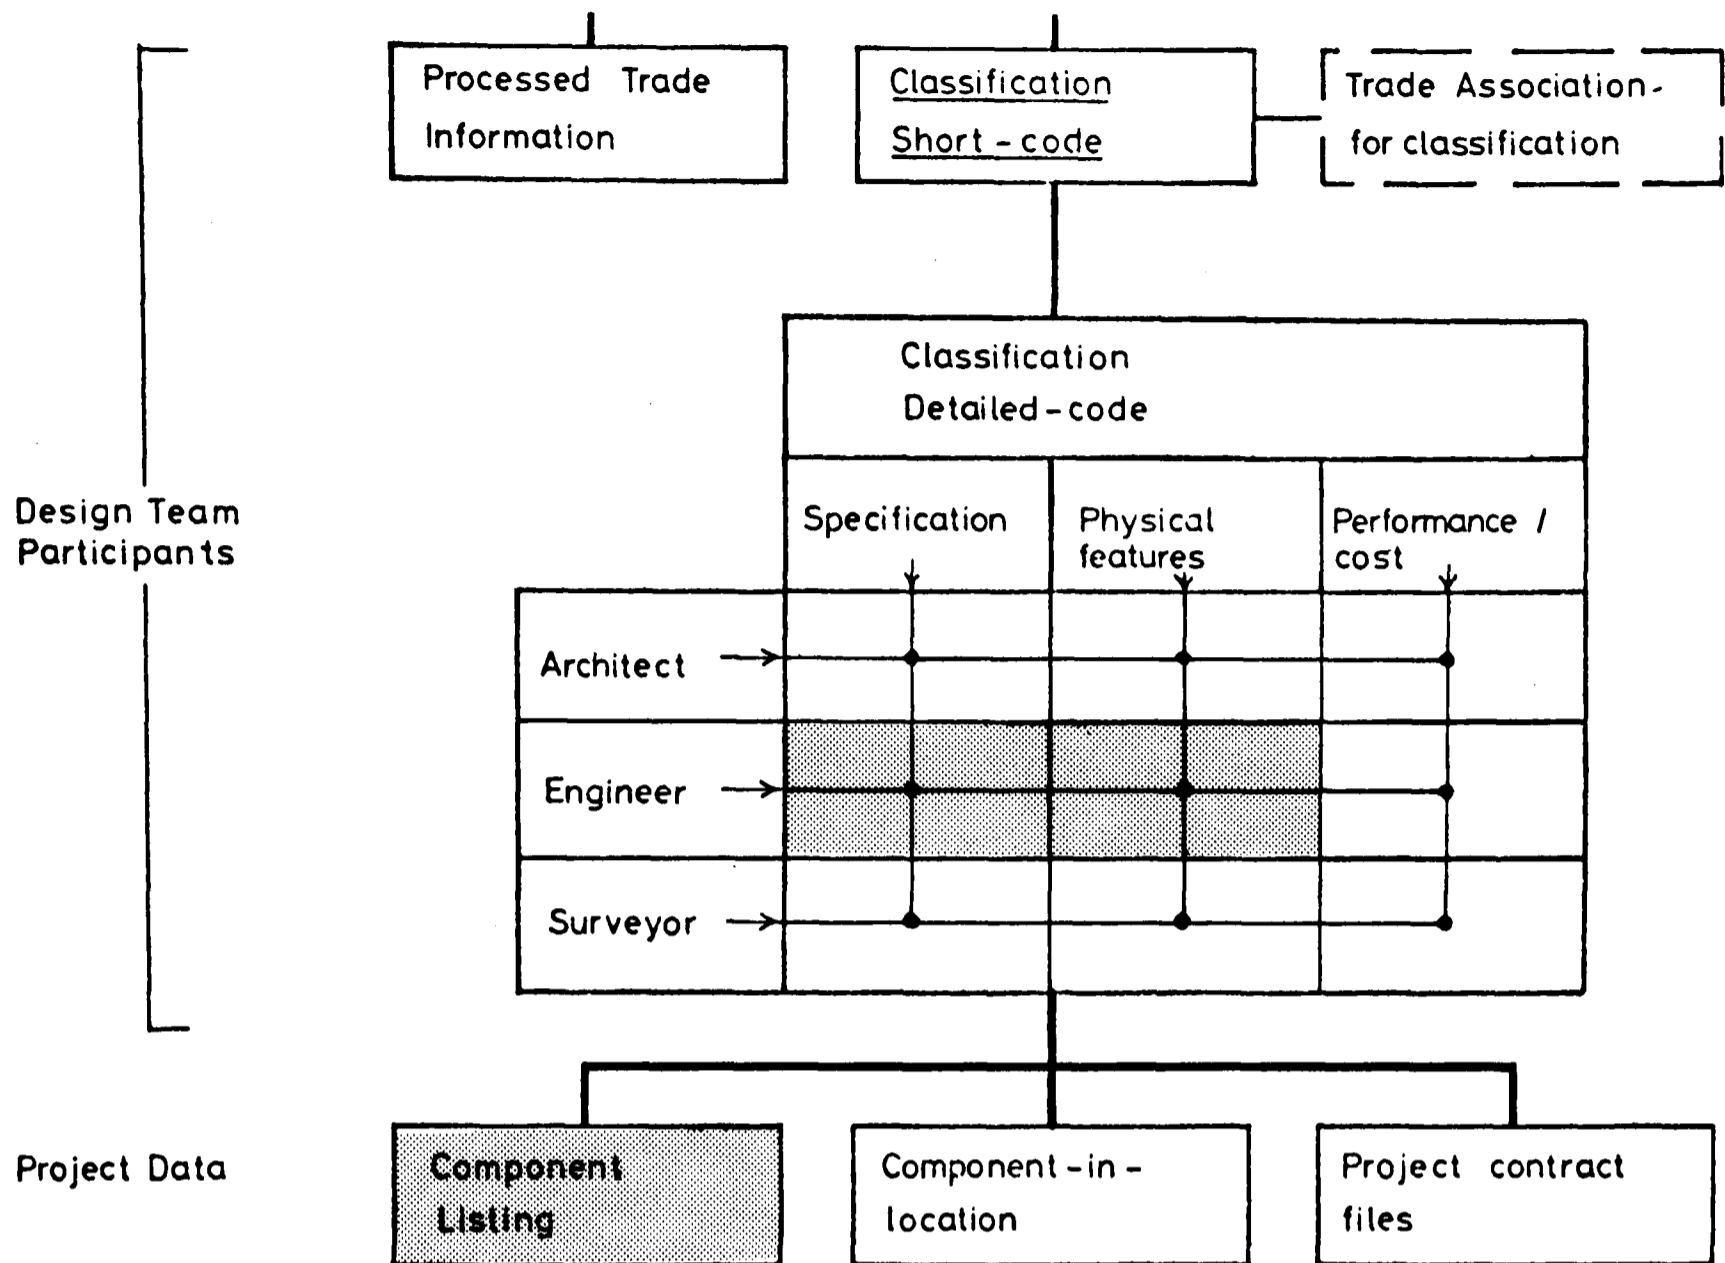 Processed Trade
Information
Classification
Short-code
Trade Association-
for classification
Classification
Detailed-code
Design Team
Participants
Specification
Physical
features
Performance /
cost
Architect
Engineer
Surveyor
Project Data
Component
Listing
Component-in-
location
Project contract
files